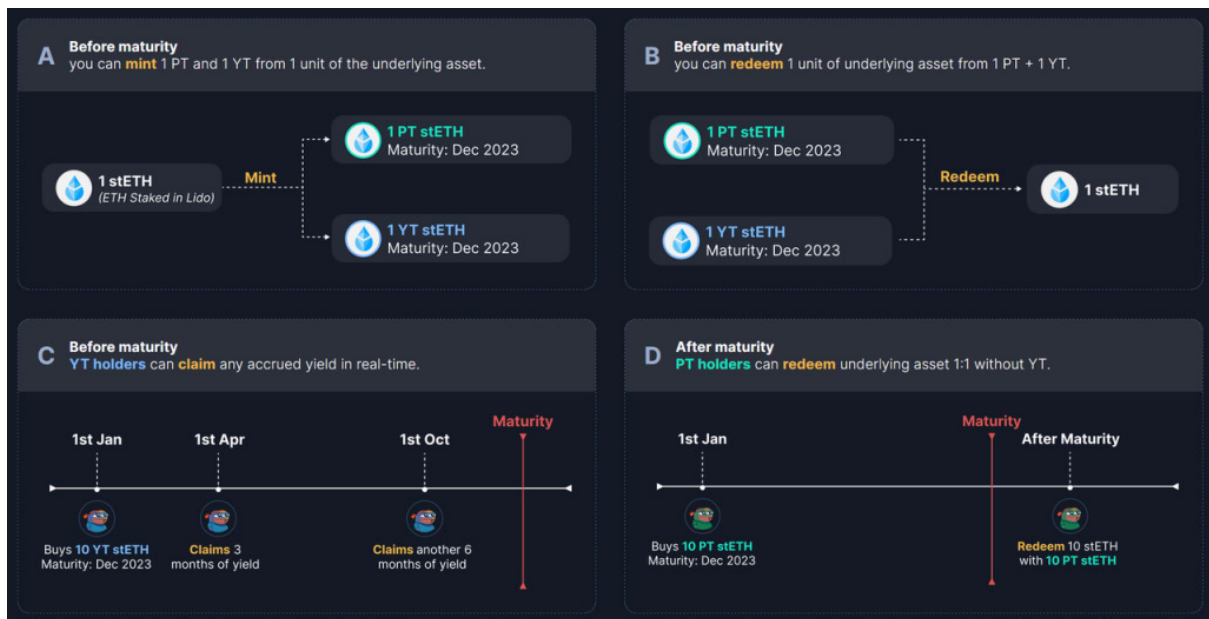 A
Before maturity
you can mint 1 PT and 1 YT from 1 unit of the underlying asset.
1 stETH
(ETH Staked in Lido)
Mint
1 PT stETH
Maturity: Dec 2023
1 YT stETH
Maturity: Dec 2023
B
Before maturity
you can redeem 1 unit of underlying asset from 1 PT + 1 YT.
1 PT stETH
Maturity: Dec 2023
1 YT stETH
Maturity: Dec 2023
Redeem
1 stETH
C
Before maturity
YT holders can claim any accrued yield in real-time.
Maturity
1st Jan
1st Apr
1st Oct
Buys 10 YT stETH
Maturity: Dec 2023
Claims 3
months of yield
Claims another 6
months of yield
D
After maturity
PT holders can redeem underlying asset 1:1 without YT.
Maturity
1st Jan
After Maturity
Buys 10 PT stETH
Maturity: Dec 2023
Redeem 10 stETH
with 10 PT stETH